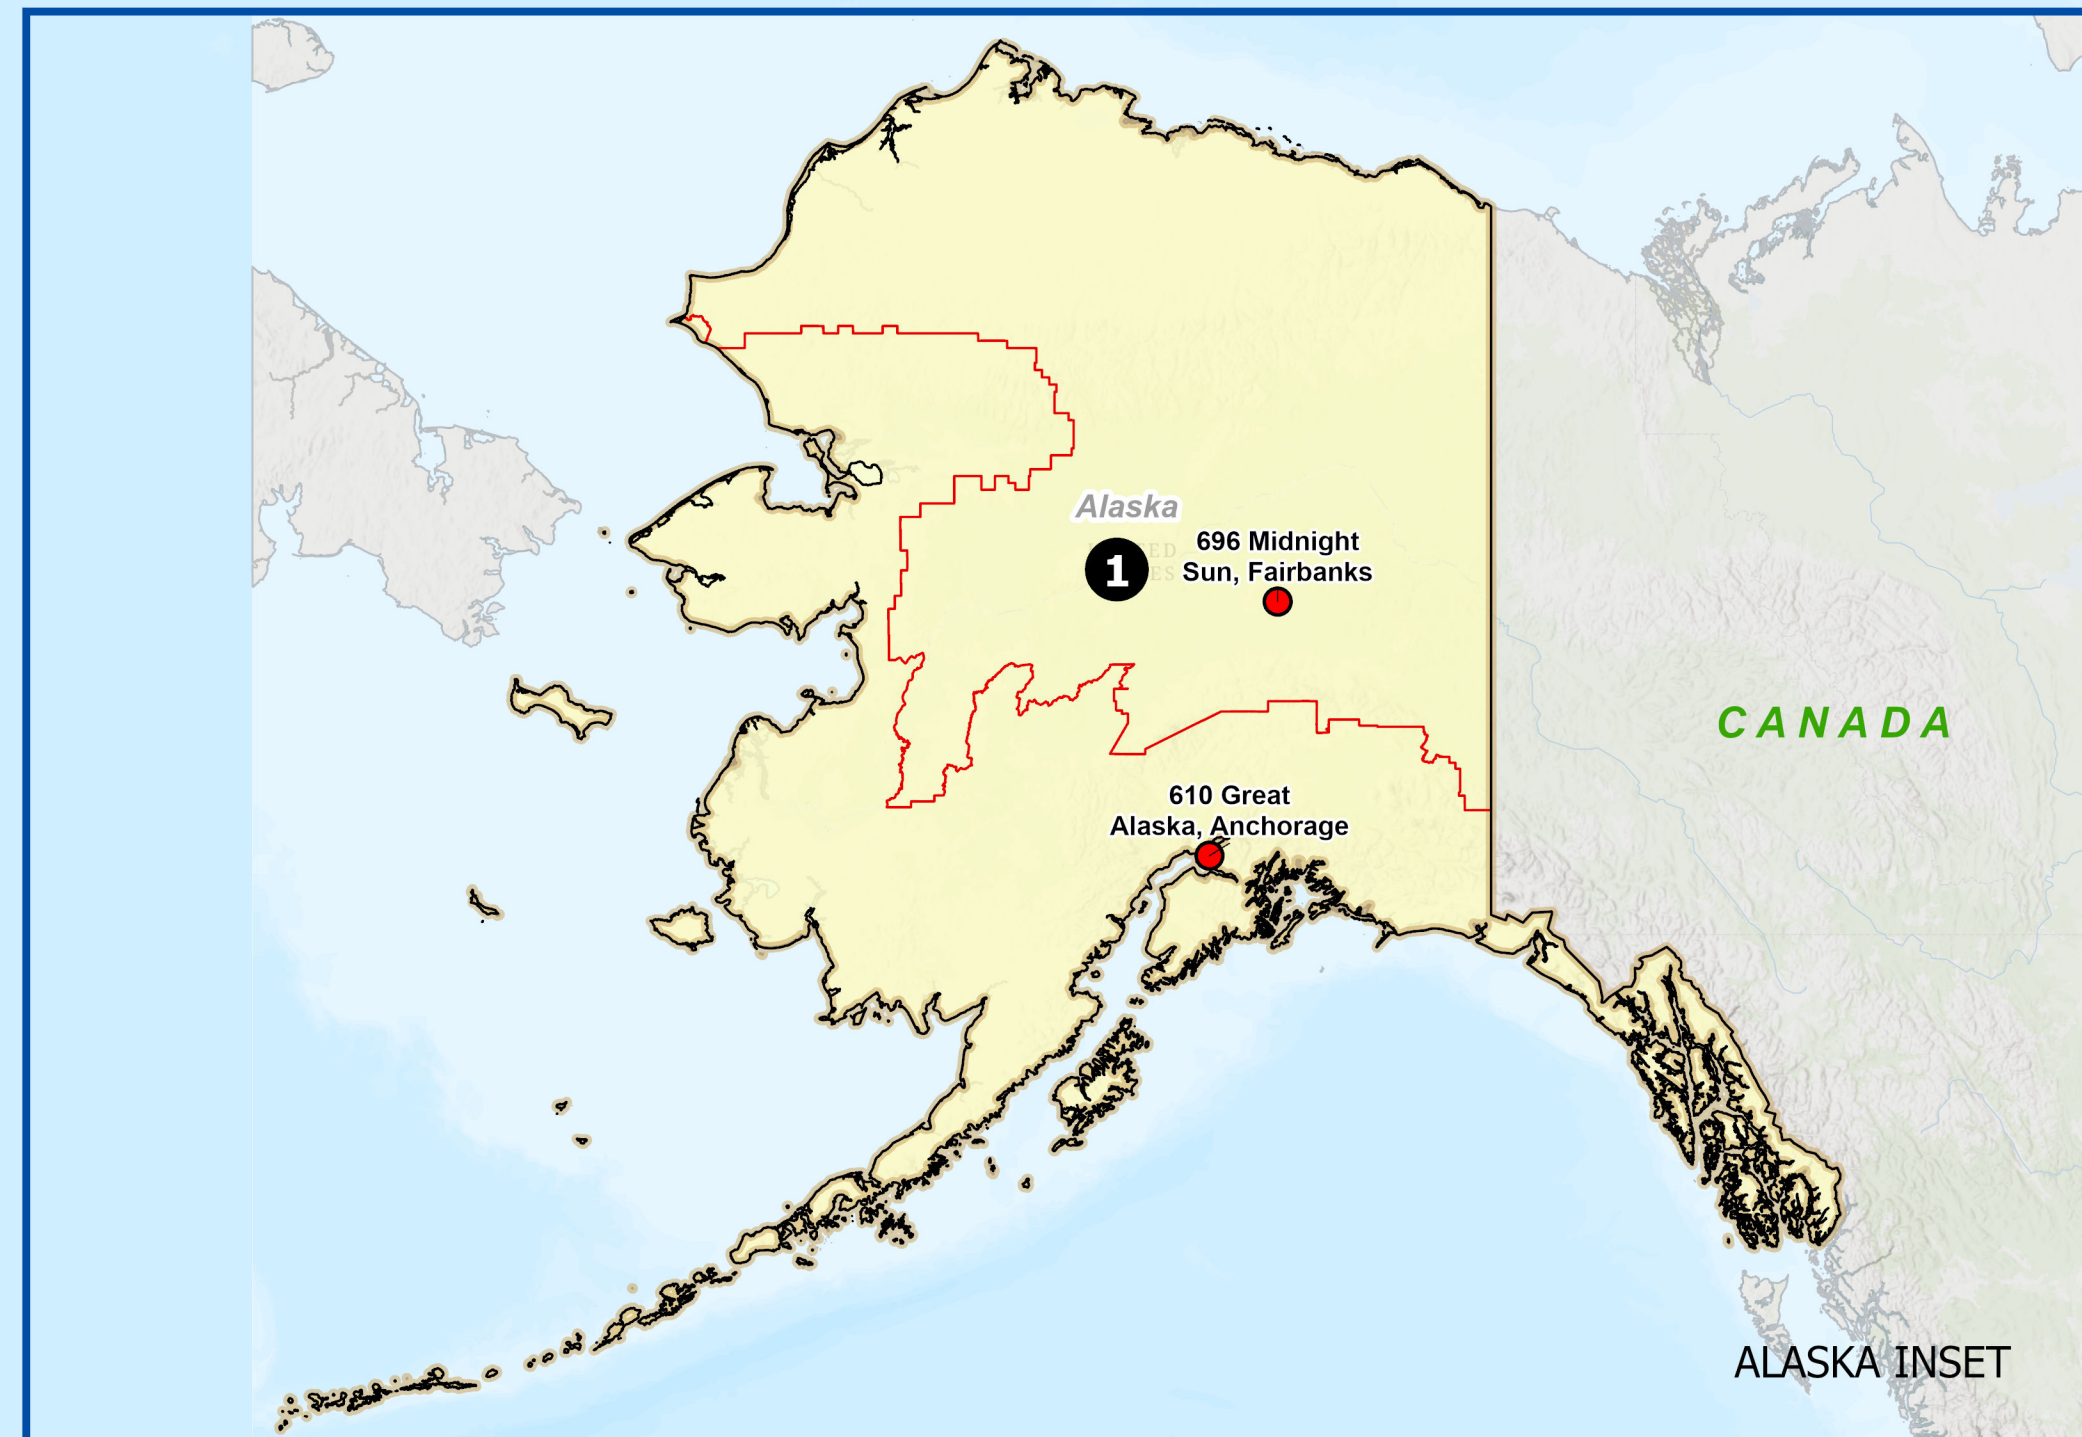 Alaska
1
696 Midnight
Sun, Fairbanks
CANADA
610 Great
Alaska, Anchorage
ALASKA INSET